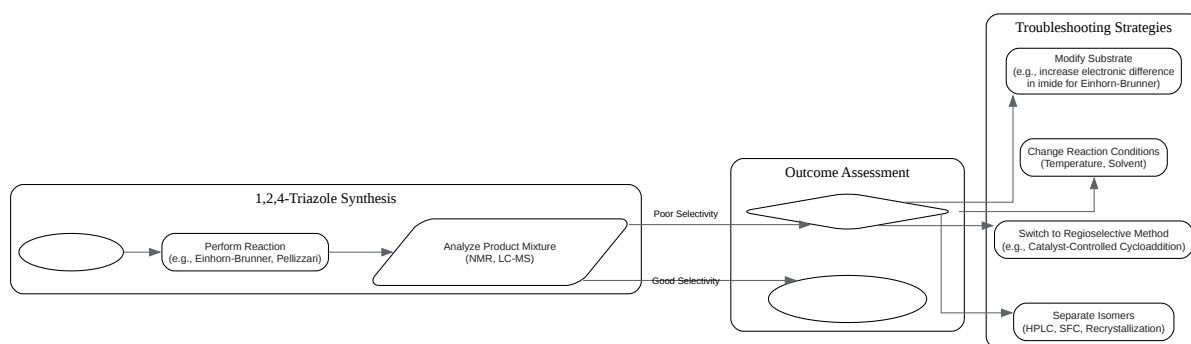 1,2,4-Triazole Synthesis
Perform Reaction
(e.g., Einhorn-Brunner, Pellizzari)
Analyze Product Mixture
(NMR, LC-MS)
Poor Selectivity
Good Selectivity
Outcome Assessment
Troubleshooting Strategies
Modify Substrate
(e.g., increase electronic difference
in imide for Einhorn-Brunner)
Change Reaction Conditions
(Temperature, Solvent)
Switch to Regioselective Method
(e.g., Catalyst-Controlled Cycloaddition)
Separate Isomers
(HPLC, SFC, Recrystallization)